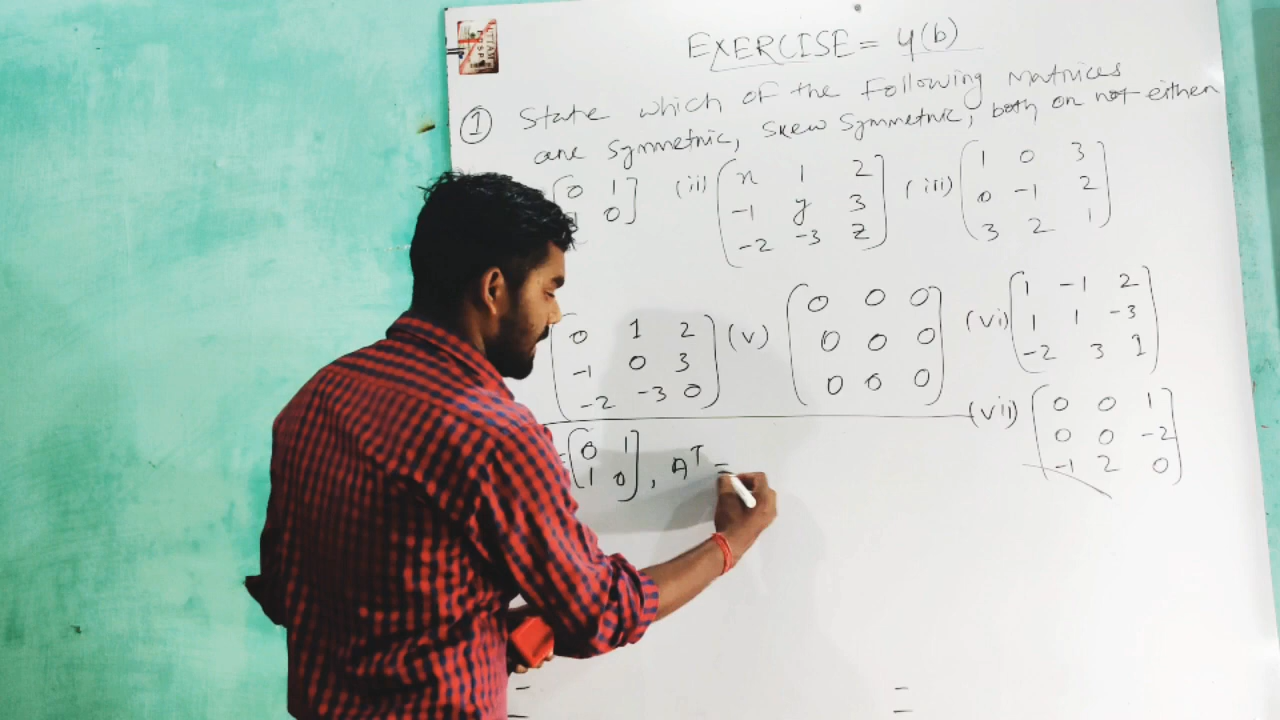 EXERCISE = 4(b)
① State which of the following matrices
are symmetric, skew symmetric, both or not either
[0 1] (ii) [x 1 2] (iii) [1 0 3]
0] [-1 y 3] [0 -1 2]
[-2 -3 z] [3 2 1]
[0 1 2] (v) [0 0 0] (vi) [1 -1 2]
[-1 0 3] [0 0 0] [1 1 -3]
[-2 -3 0] [0 0 0] [-2 3 1]
(vii) [0 0 1]
[0 0 -2]
[-1 2 0]
= [0 1], Aᵀ =
[1 0]